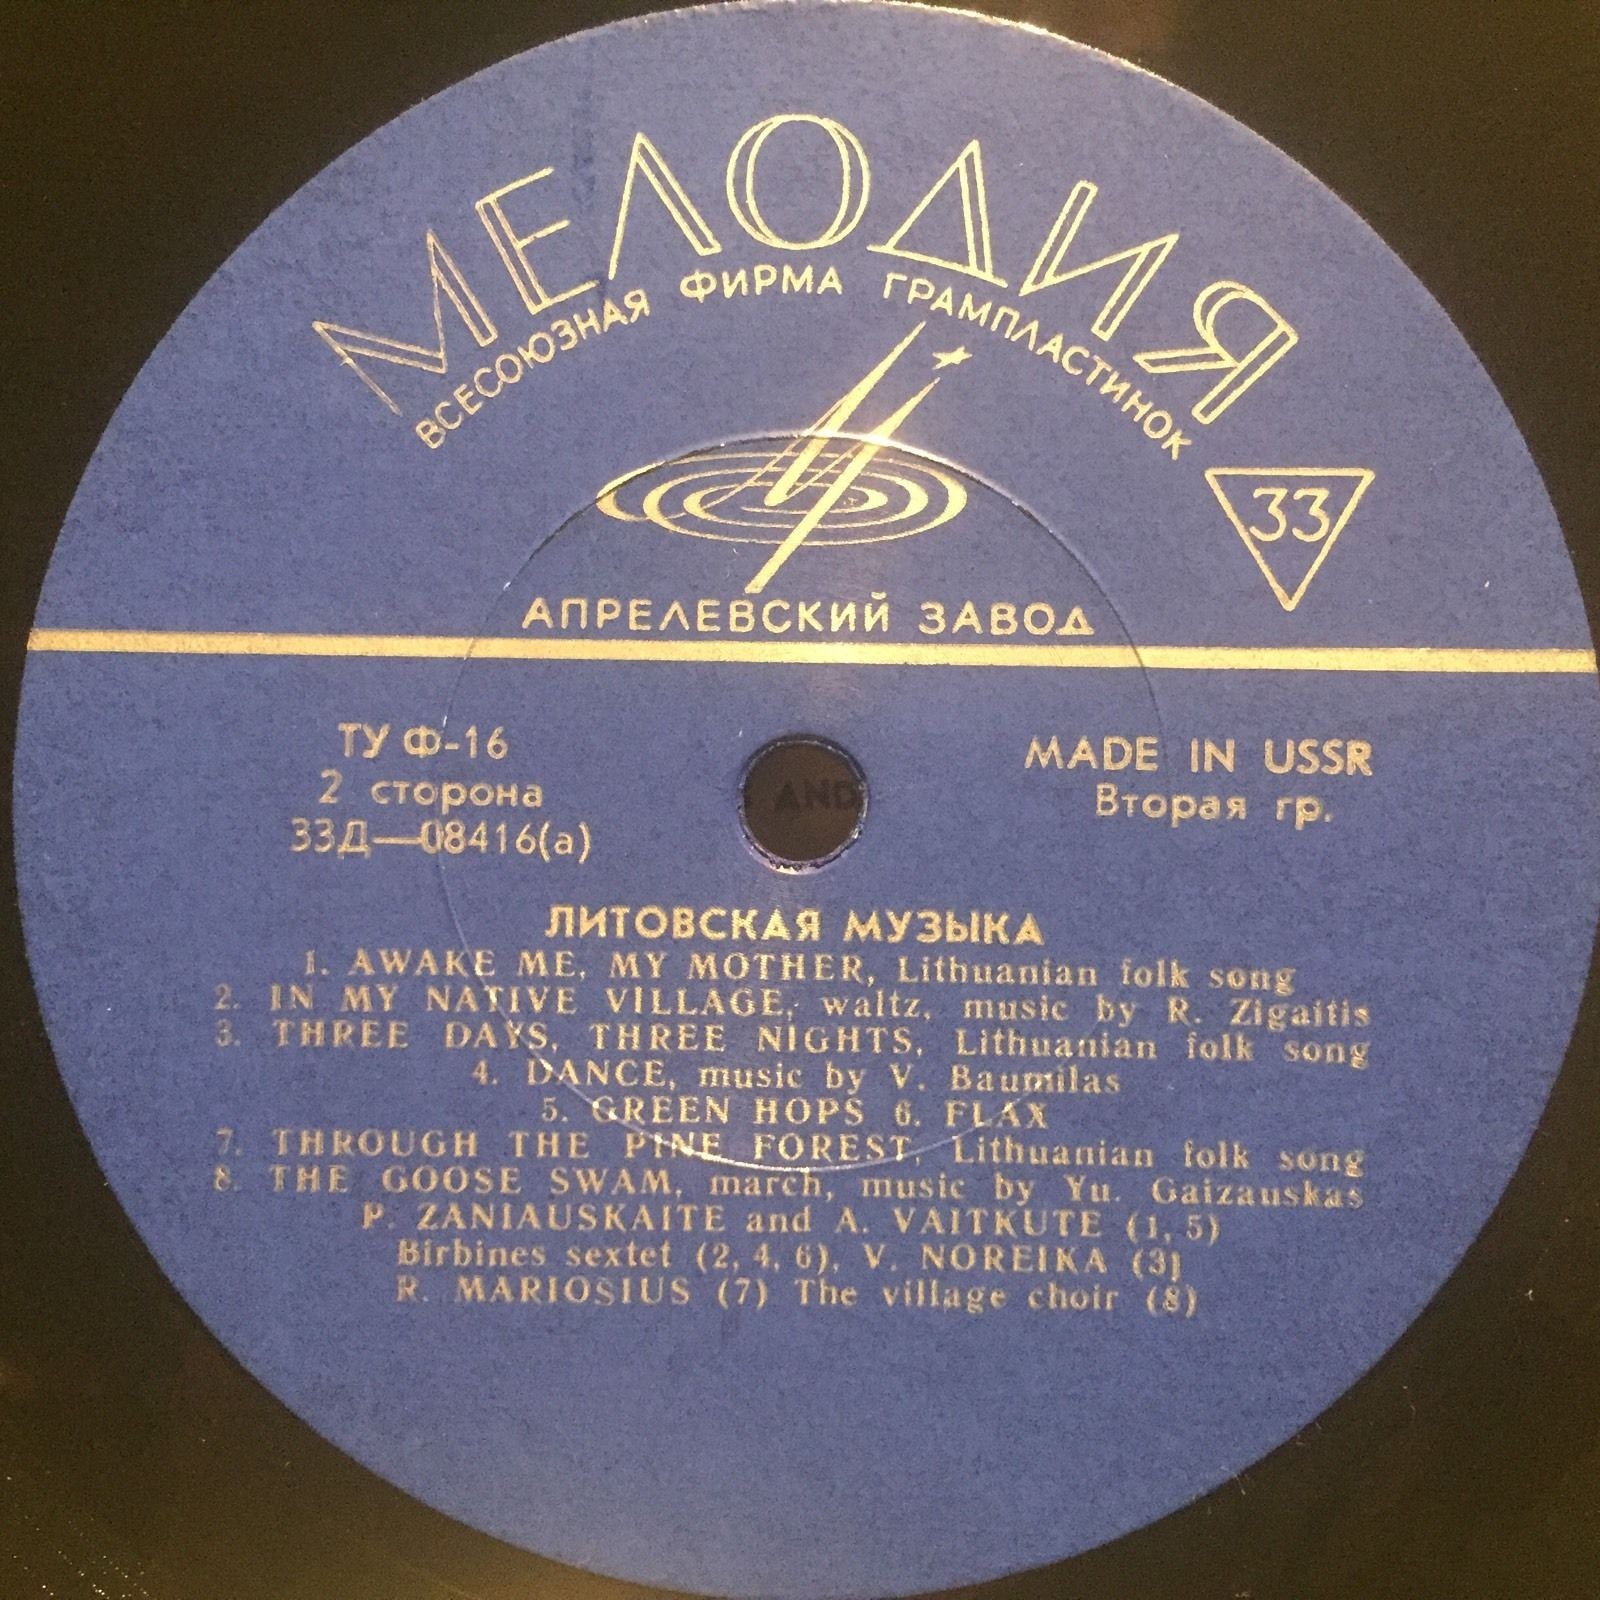 МЕЛОДИЯ
ВСЕСОЮЗНАЯ ФИРМА ГРАМПЛАСТИНОК
33
АПРЕЛЕВСКИЙ ЗАВОД
ТУ Ф-16
2 сторона
33Д—08416(а)
MADE IN USSR
Вторая гр.
AND
ЛИТОВСКАЯ МУЗЫКА
1. AWAKE ME, MY MOTHER, Lithuanian folk song
2. IN MY NATIVE VILLAGE, waltz, music by R. Zigaitis
3. THREE DAYS, THREE NIGHTS, Lithuanian folk song
4. DANCE, music by V. Baumilas
5. GREEN HOPS 6. FLAX
7. THROUGH THE PINE FOREST, Lithuanian folk song
8. THE GOOSE SWAM, march, music by Yu. Gaizauskas
P. ZANIAUSKAITE and A. VAITKUTE (1, 5)
Birbines sextet (2, 4, 6), V. NOREIKA (3)
R. MARIOSIUS (7) The village choir (8)